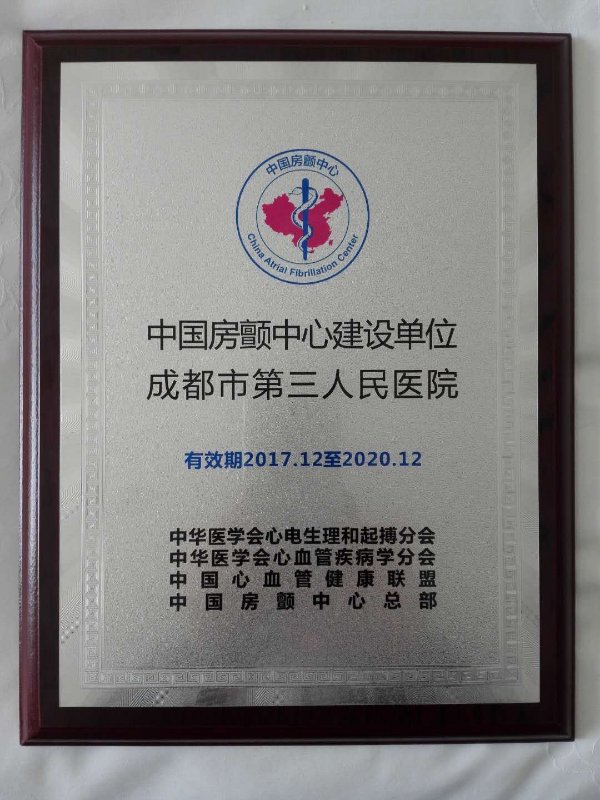 中国房颤中心
China Atrial Fibrillation Center
中国房颤中心建设单位
成都市第三人民医院
有效期2017.12至2020.12
中华医学会心电生理和起搏分会
中华医学会心血管疾病学分会
中国心血管健康联盟
中国房颤中心总部